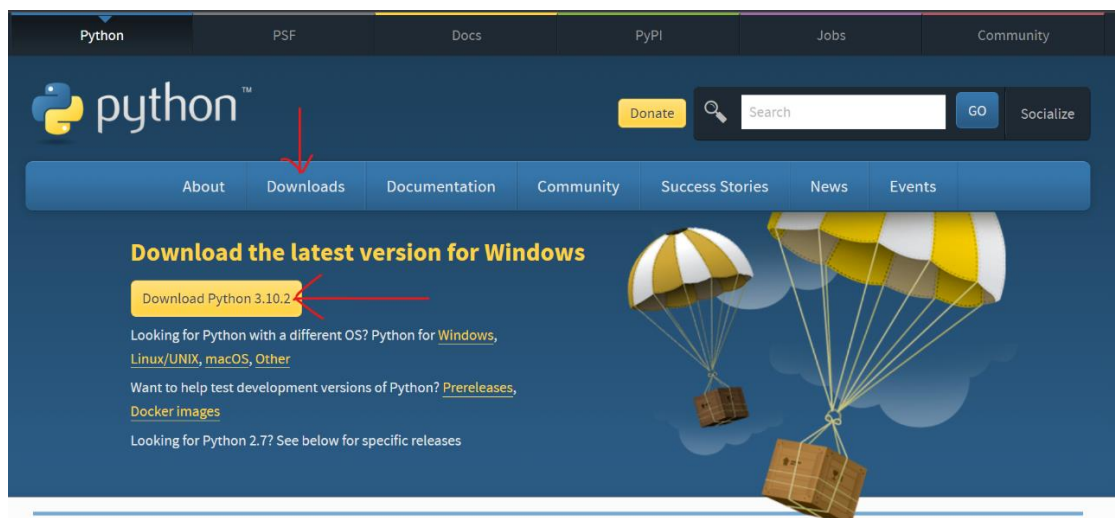 Python PSF Docs PyPI Jobs Community
python™
Donate Search GO Socialize
About Downloads Documentation Community Success Stories News Events
Download the latest version for Windows
Download Python 3.10.2
Looking for Python with a different OS? Python for Windows,
Linux/UNIX, macOS, Other
Want to help test development versions of Python? Prereleases,
Docker images
Looking for Python 2.7? See below for specific releases